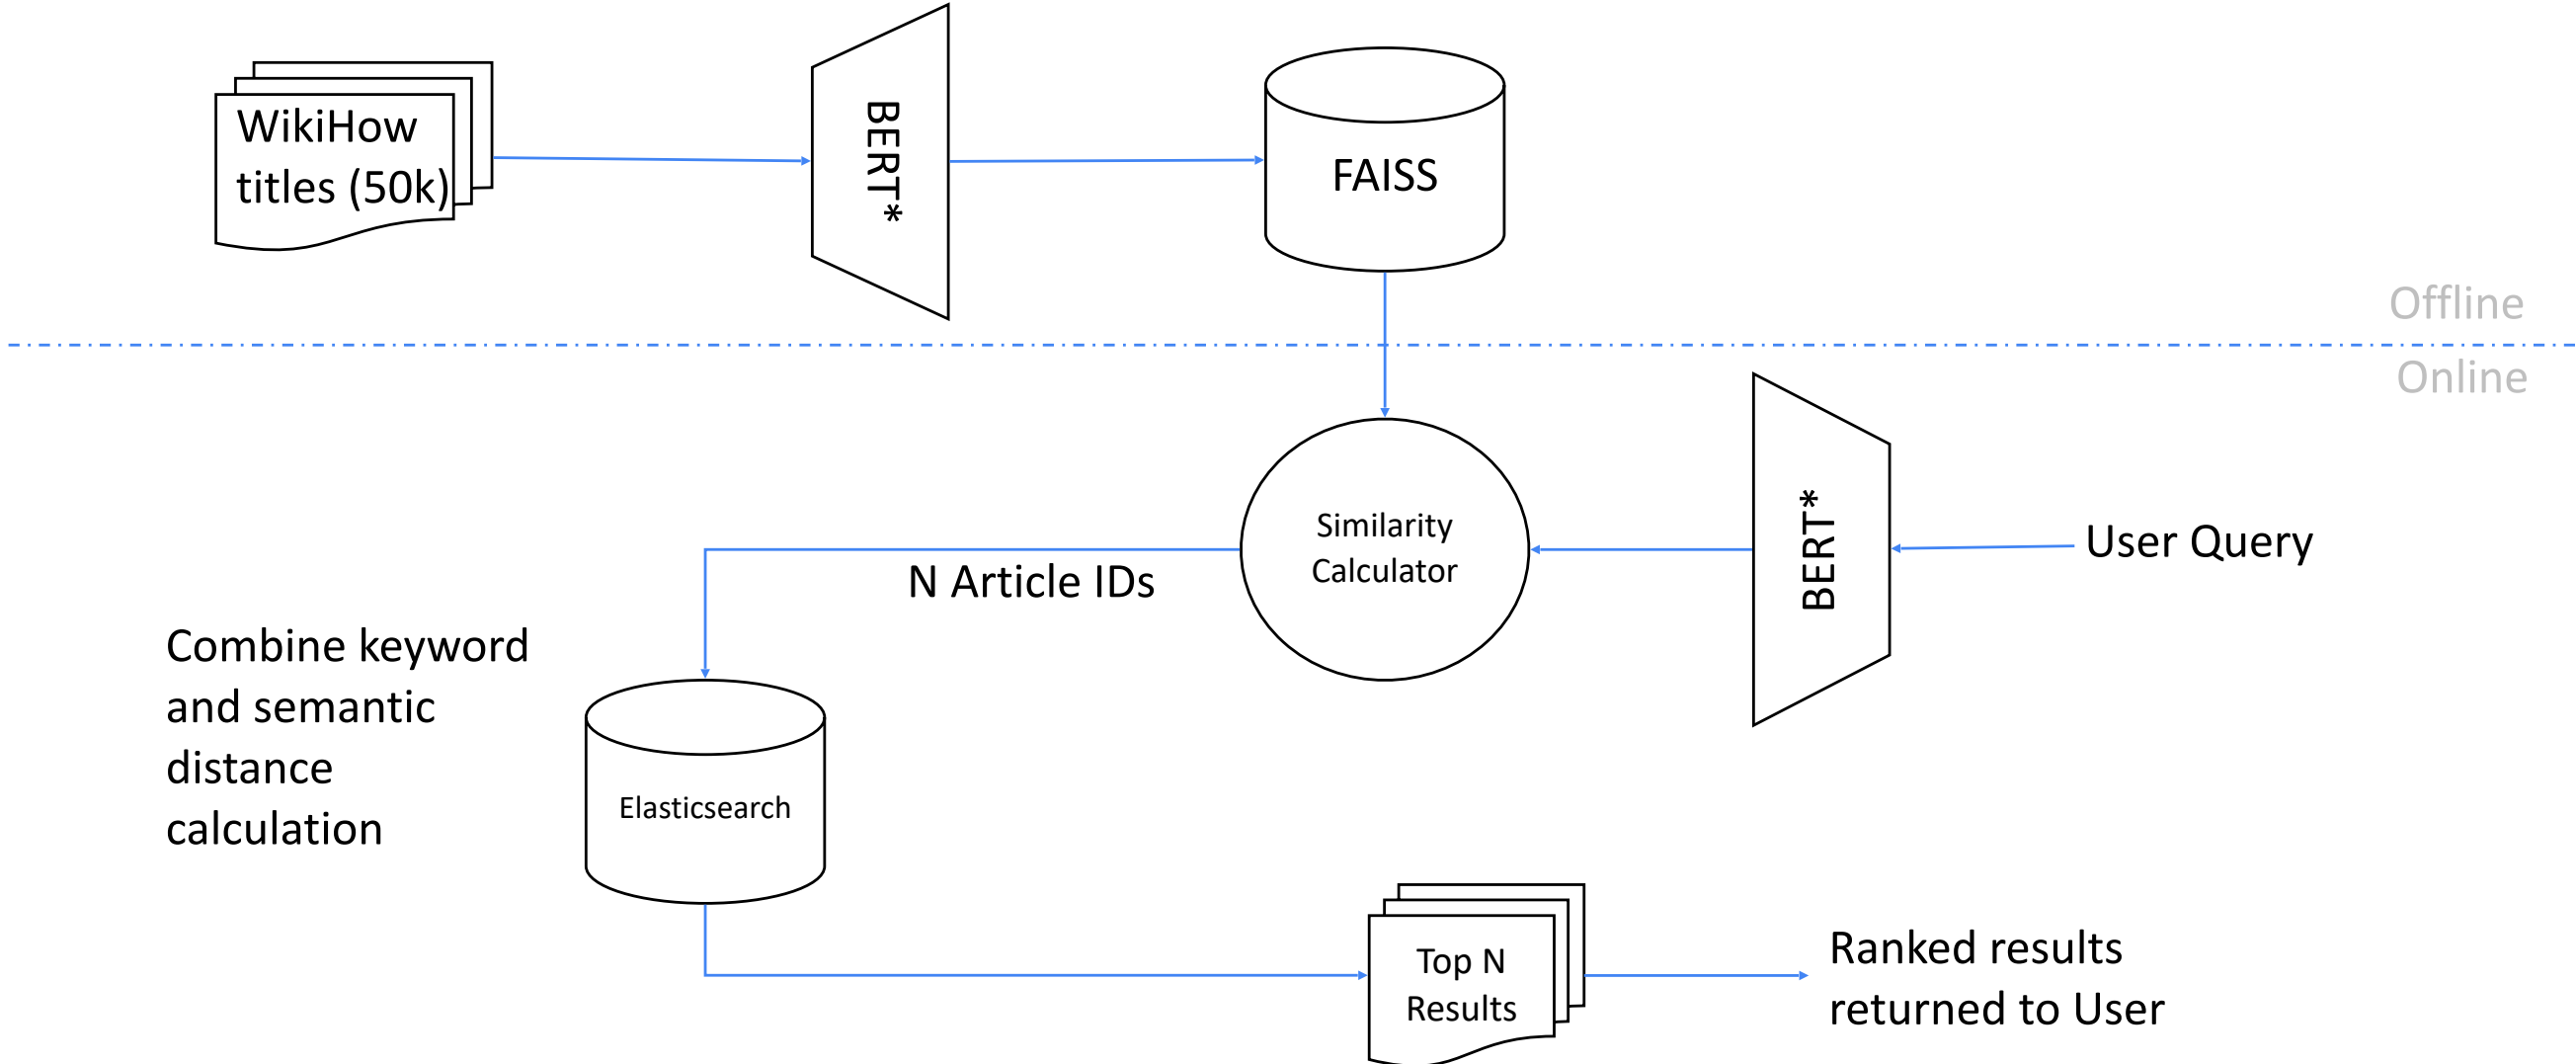 WikiHow
titles (50k)
BERT*
FAISS
Offline
Online
Similarity
Calculator
BERT*
User Query
N Article IDs
Combine keyword
and semantic
distance
calculation
Elasticsearch
Top N
Results
Ranked results
returned to User